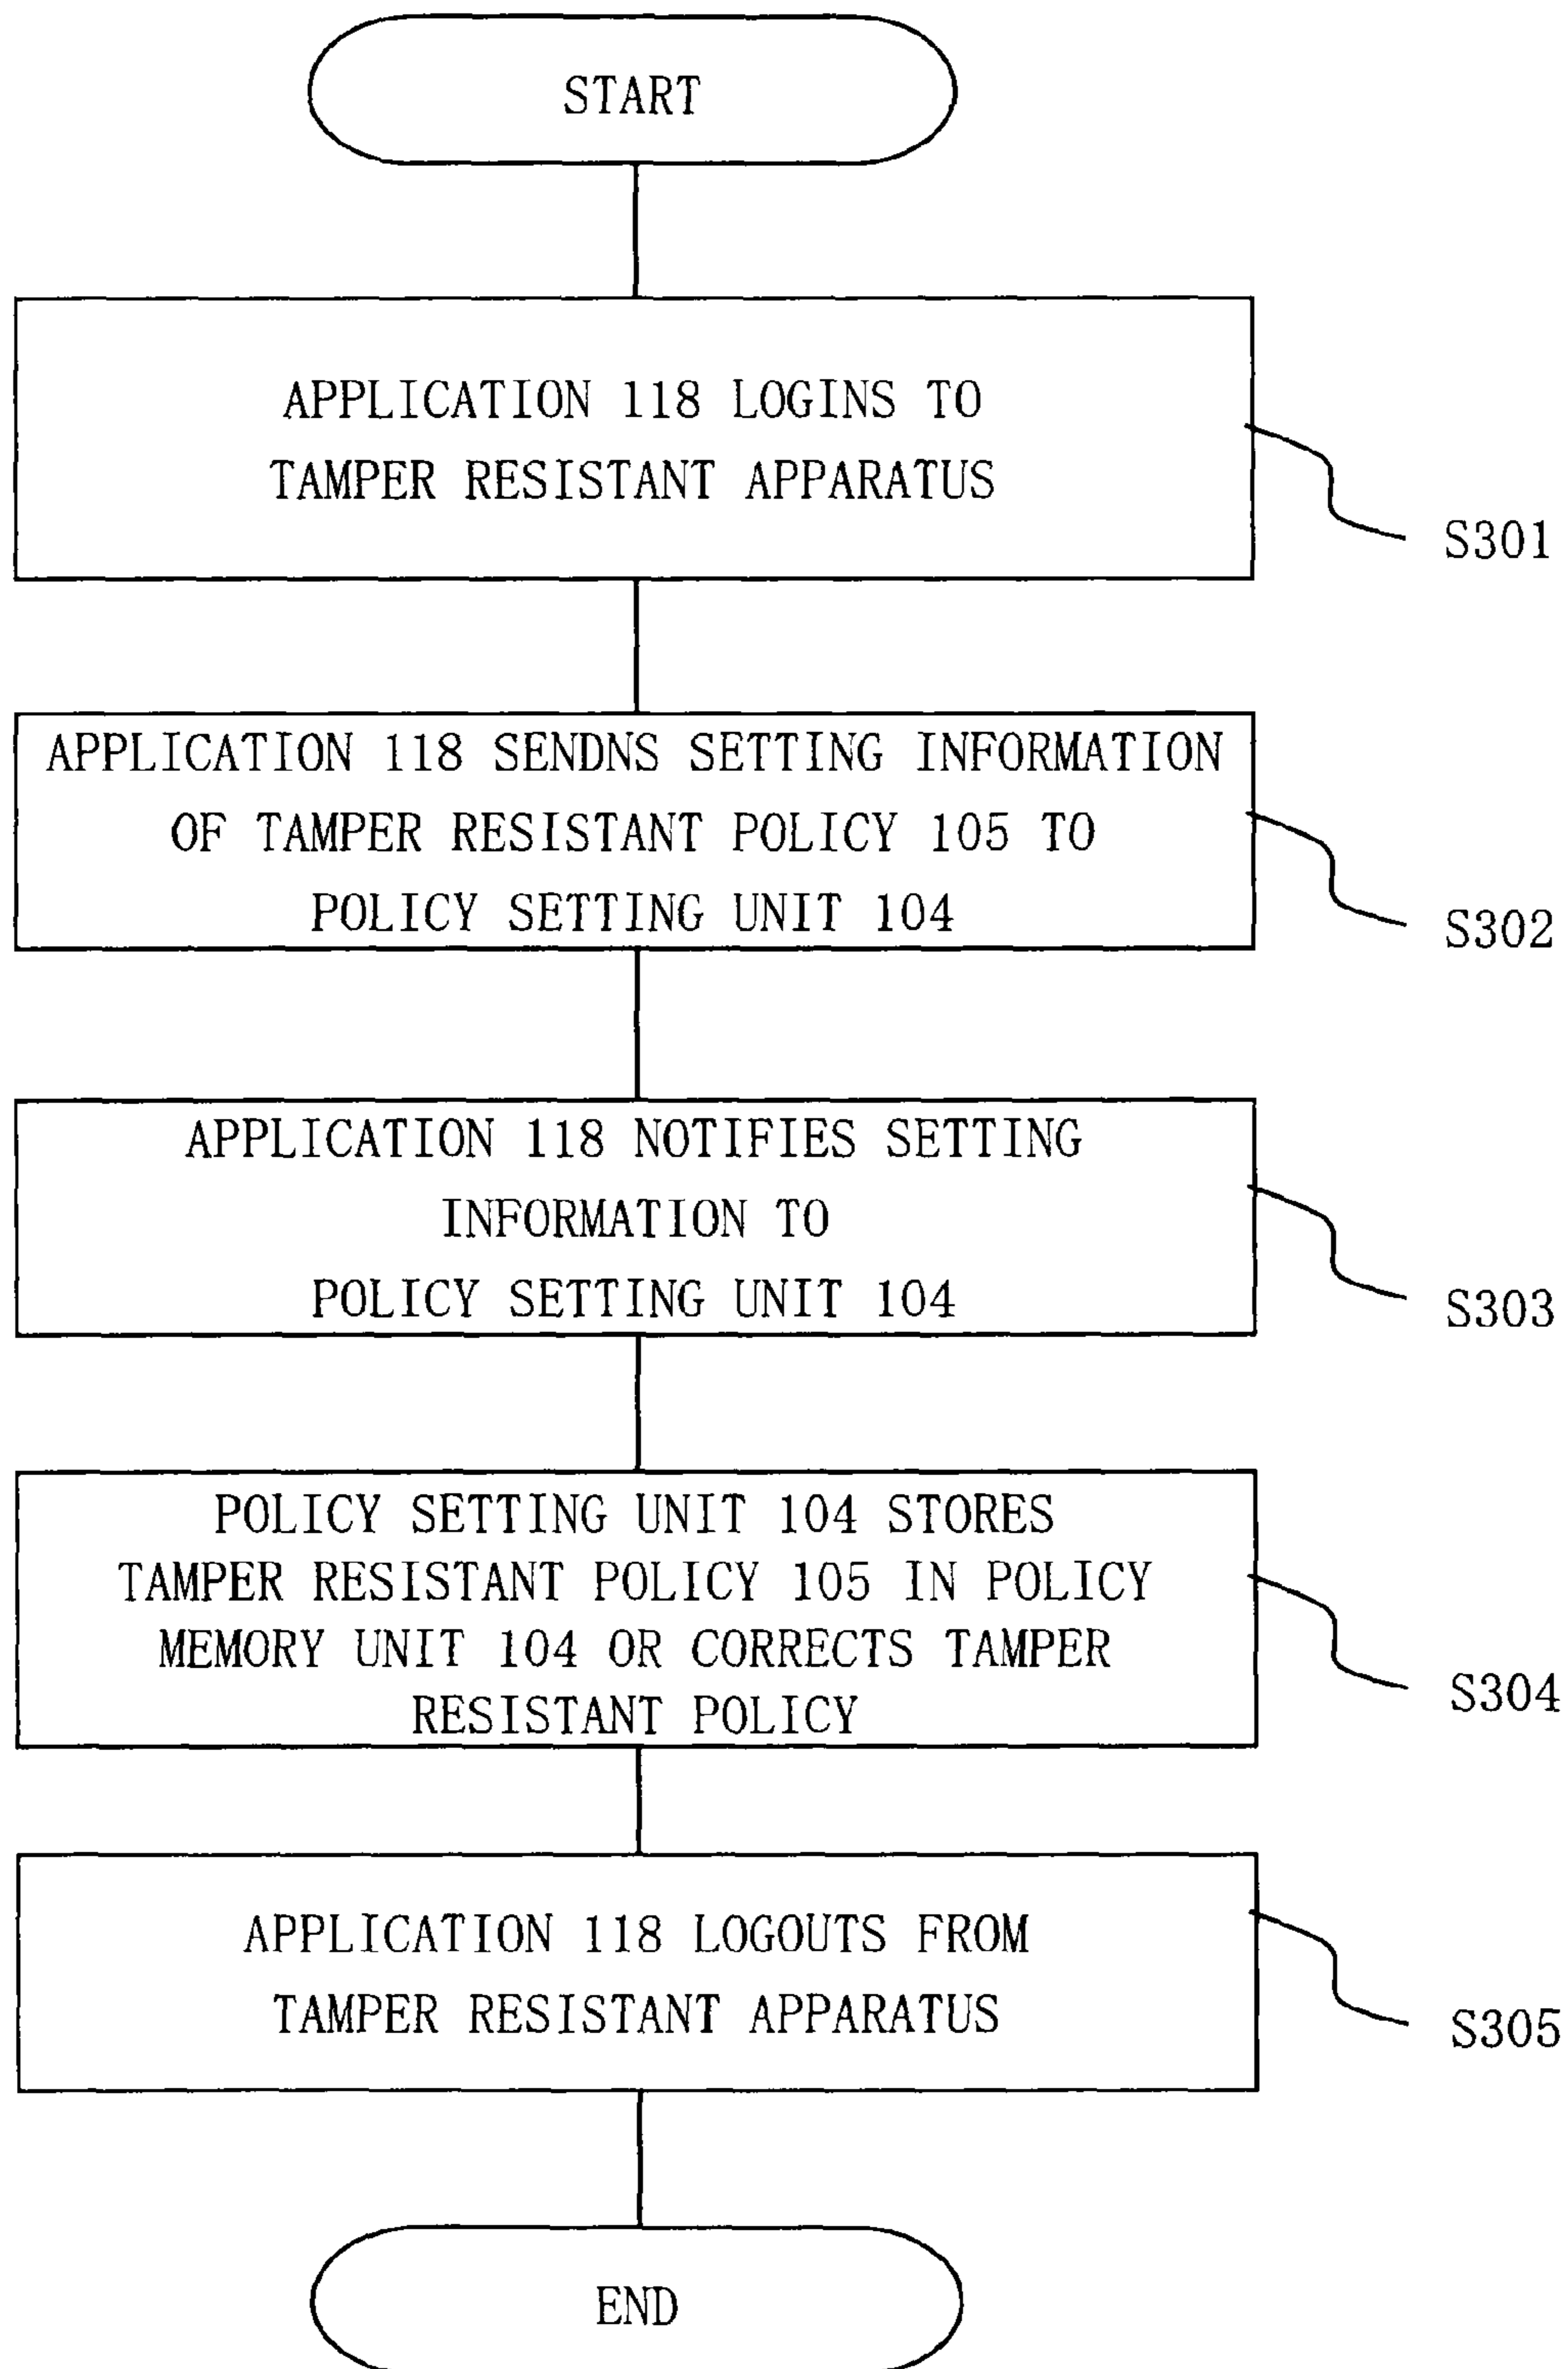 START
APPLICATION 118 LOGINS TO
TAMPER RESISTANT APPARATUS
S301
APPLICATION 118 SENDNS SETTING INFORMATION
OF TAMPER RESISTANT POLICY 105 TO
POLICY SETTING UNIT 104
S302
APPLICATION 118 NOTIFIES SETTING
INFORMATION TO
POLICY SETTING UNIT 104
S303
POLICY SETTING UNIT 104 STORES
TAMPER RESISTANT POLICY 105 IN POLICY
MEMORY UNIT 104 OR CORRECTS TAMPER
RESISTANT POLICY
S304
APPLICATION 118 LOGOUTS FROM
TAMPER RESISTANT APPARATUS
S305
END